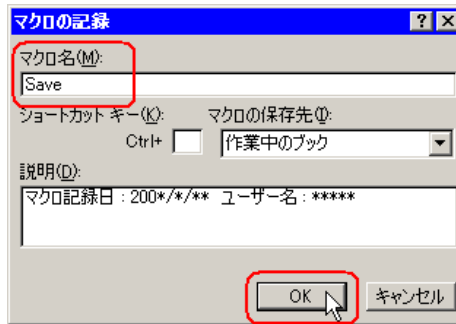 マクロの記録
マクロ名(M):
Save
ショートカット キー(K): マクロの保存先(I):
Ctrl+ 作業中のブック
説明(D):
マクロ記録日 : 200*/*/** ユーザー名 : *****
OK キャンセル